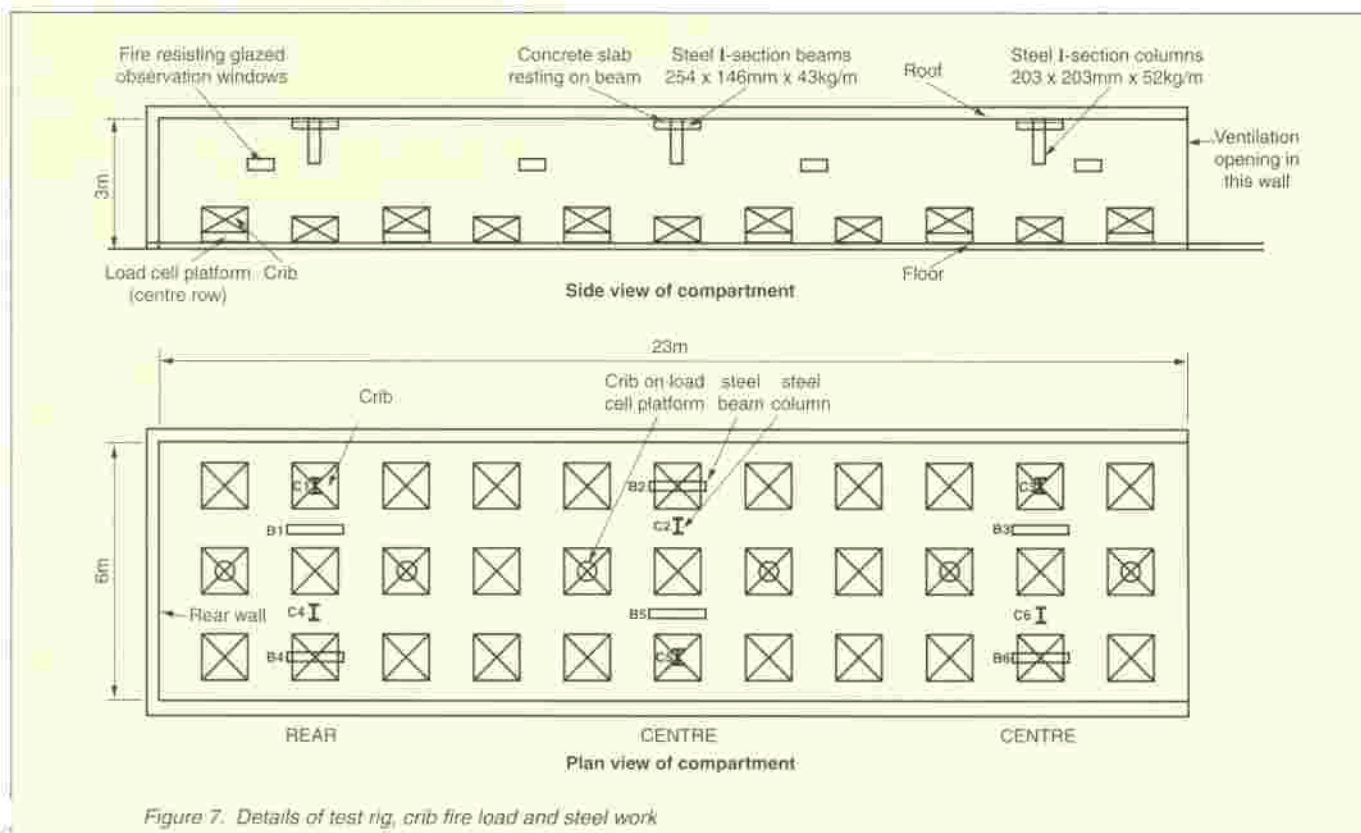 Fire resisting glazed
observation windows
Concrete slab
resting on beam
Steel I-section beams
254 x 146mm x 43kg/m
Roof
Steel I-section columns
203 x 203mm x 52kg/m
Ventilation
opening in
this wall
3m
Load cell platform
(centre row)
Crib
Floor
Side view of compartment
23m
Crib
Crib on load
cell platform
steel
beam
steel
column
C1
B2
C3
B1
C2
B3
6m
Rear wall
C4
B5
C6
B4
C5
B6
REAR
CENTRE
CENTRE
Plan view of compartment
Figure 7. Details of test rig, crib fire load and steel work